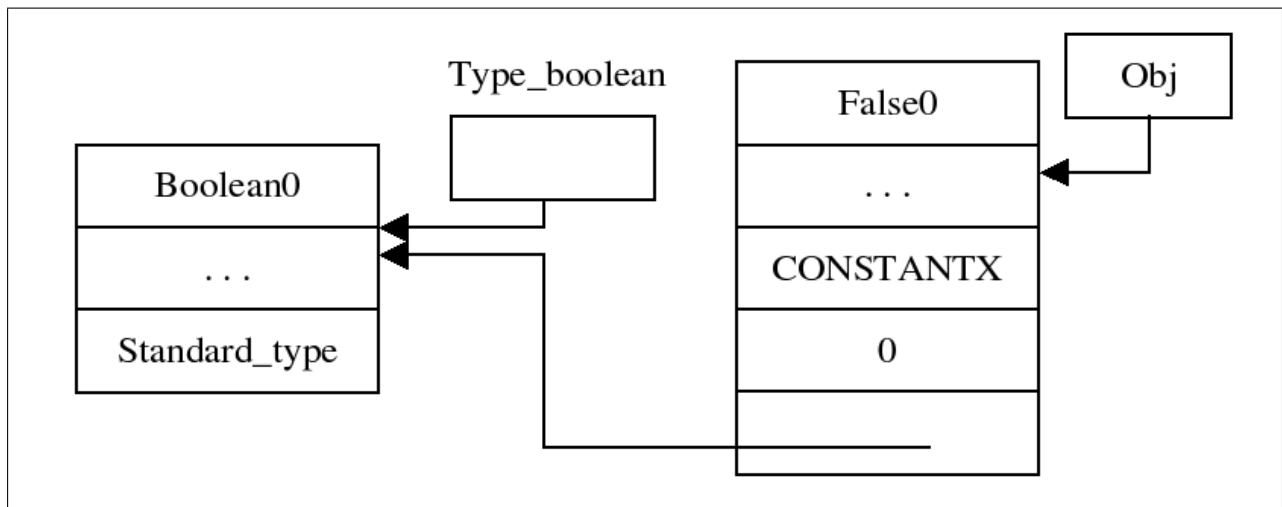 Type_boolean
Boolean0
. . .
Standard_type
False0
. . .
CONSTANTX
0
Obj